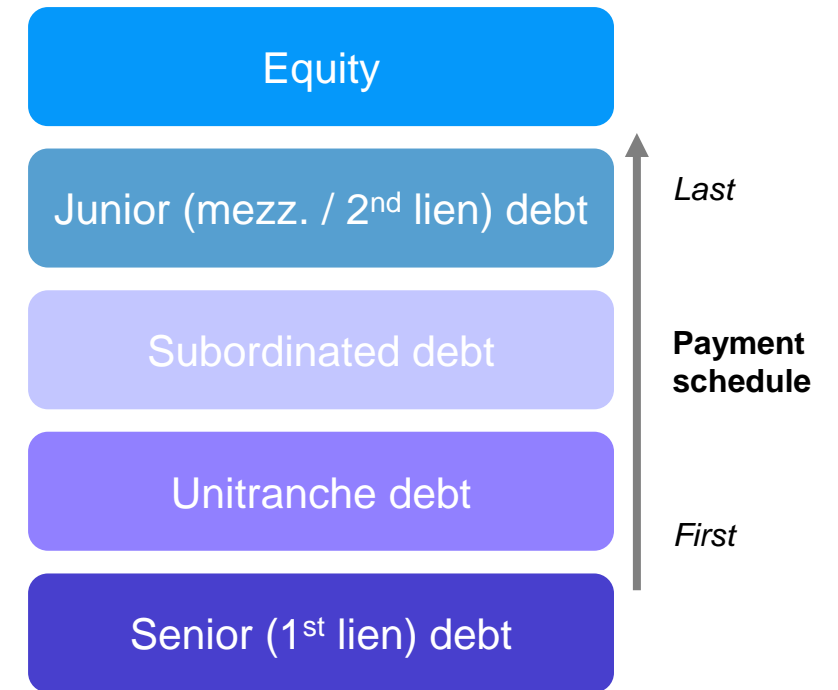 Equity
Junior (mezz. / 2nd lien) debt
Last
Subordinated debt
Payment
schedule
Unitranche debt
First
Senior (1st lien) debt